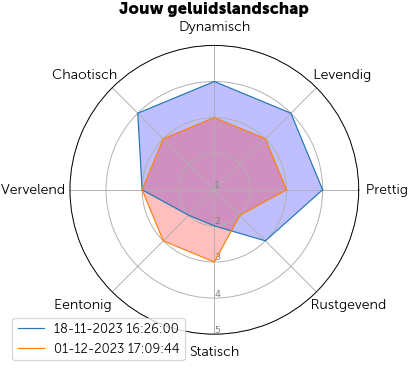 Jouw geluidslandschap
Dynamisch
Chaotisch
Levendig
Vervelend
Prettig
1
2
3
4
5
Eentonig
Rustgevend
Statisch
18-11-2023 16:26:00
01-12-2023 17:09:44